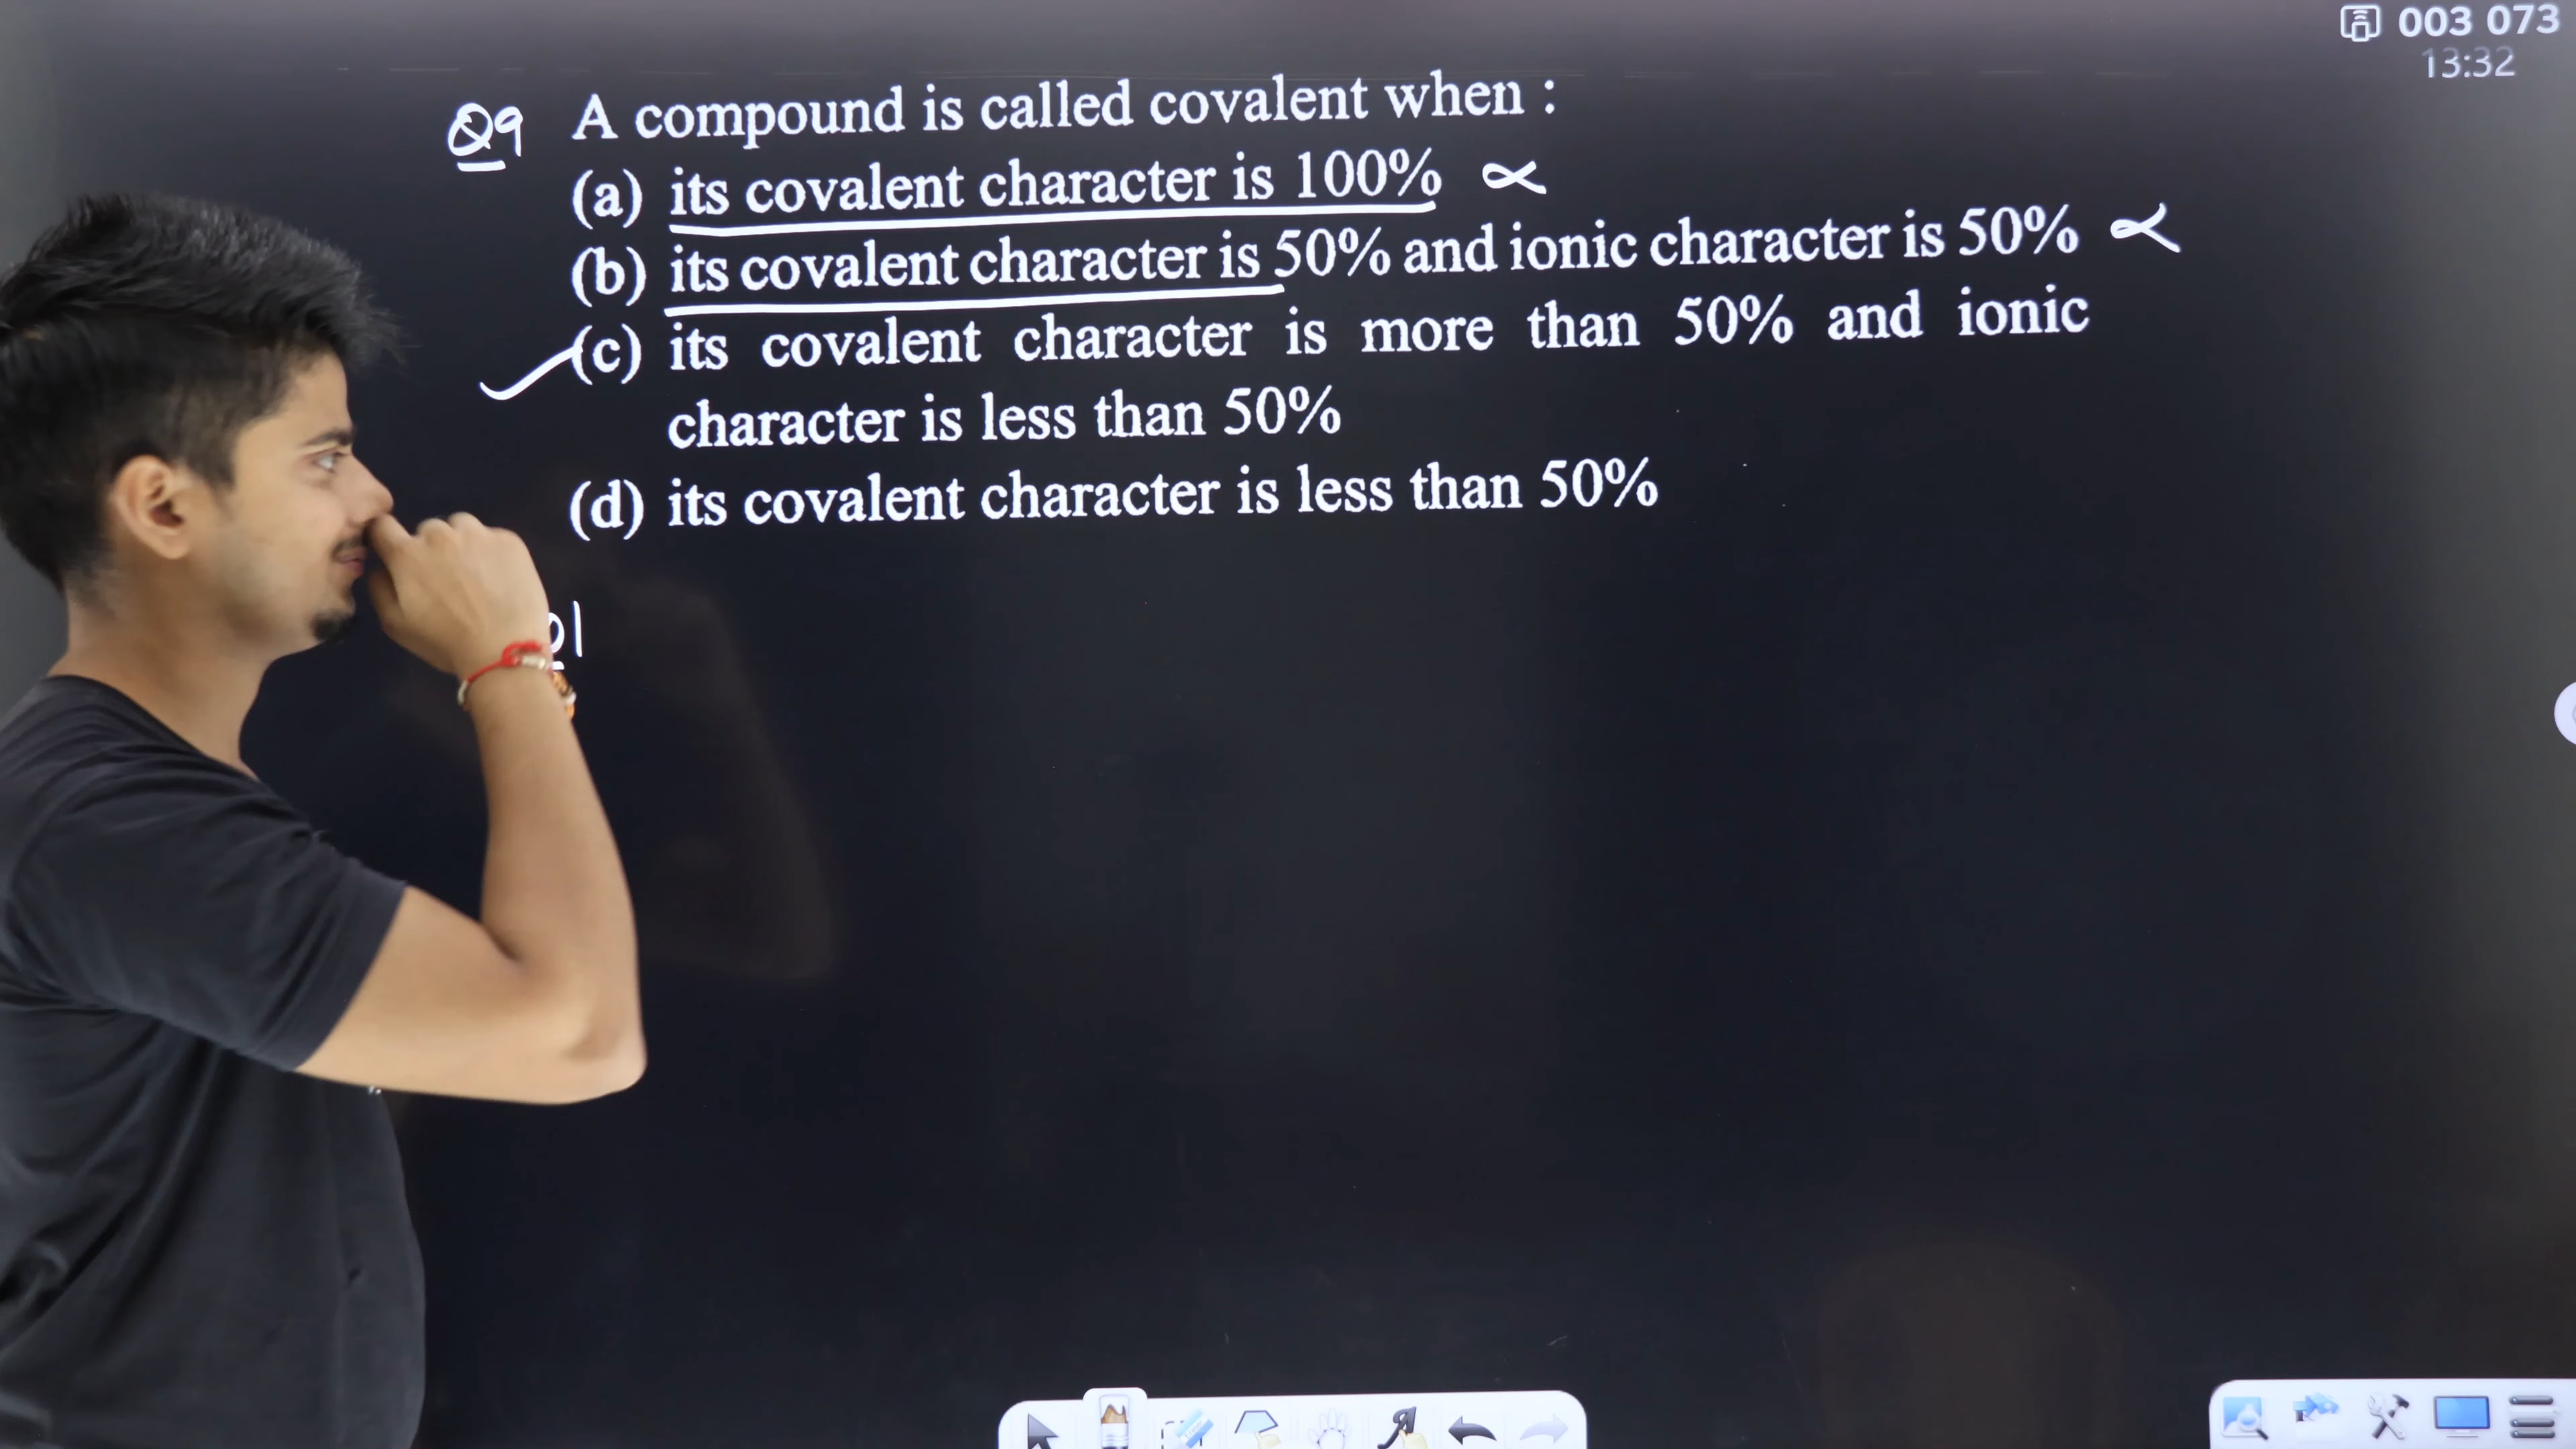 003 073
13:32
Q9 A compound is called covalent when :
(a) its covalent character is 100%
(b) its covalent character is 50% and ionic character is 50%
(c) its covalent character is more than 50% and ionic
character is less than 50%
(d) its covalent character is less than 50%